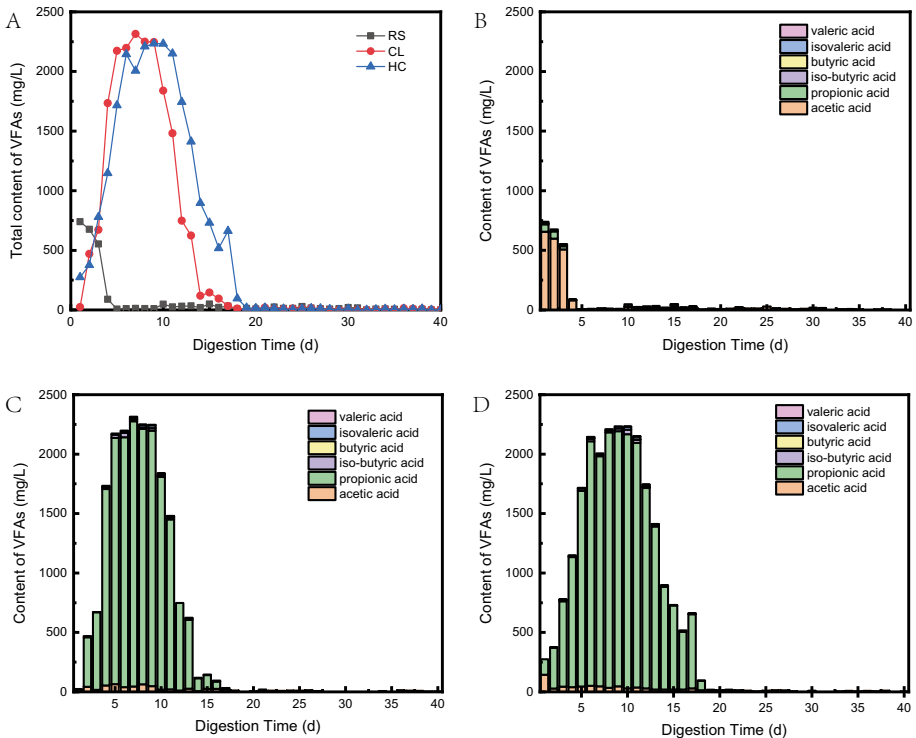 A
Total content of VFAs (mg/L)
2500
2000
1500
1000
500
0
0
10
20
30
40
Digestion Time (d)
RS
CL
HC
B
Content of VFAs (mg/L)
2500
2000
1500
1000
500
0
5
10
15
20
25
30
35
40
Digestion Time (d)
valeric acid
isovaleric acid
butyric acid
iso-butyric acid
propionic acid
acetic acid
C
Content of VFAs (mg/L)
2500
2000
1500
1000
500
0
5
10
15
20
25
30
35
40
Digestion Time (d)
valeric acid
isovaleric acid
butyric acid
iso-butyric acid
propionic acid
acetic acid
D
Content of VFAs (mg/L)
2500
2000
1500
1000
500
0
5
10
15
20
25
30
35
40
Digestion Time (d)
valeric acid
isovaleric acid
butyric acid
iso-butyric acid
propionic acid
acetic acid